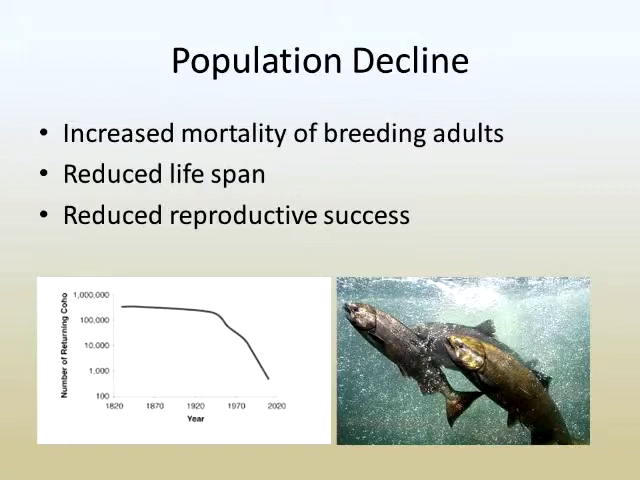 Population Decline
• Increased mortality of breeding adults
• Reduced life span
• Reduced reproductive success
Number of Returning Coho
1,000,000
100,000
10,000
1,000
100
1820 1870 1920 1970 2020
Year